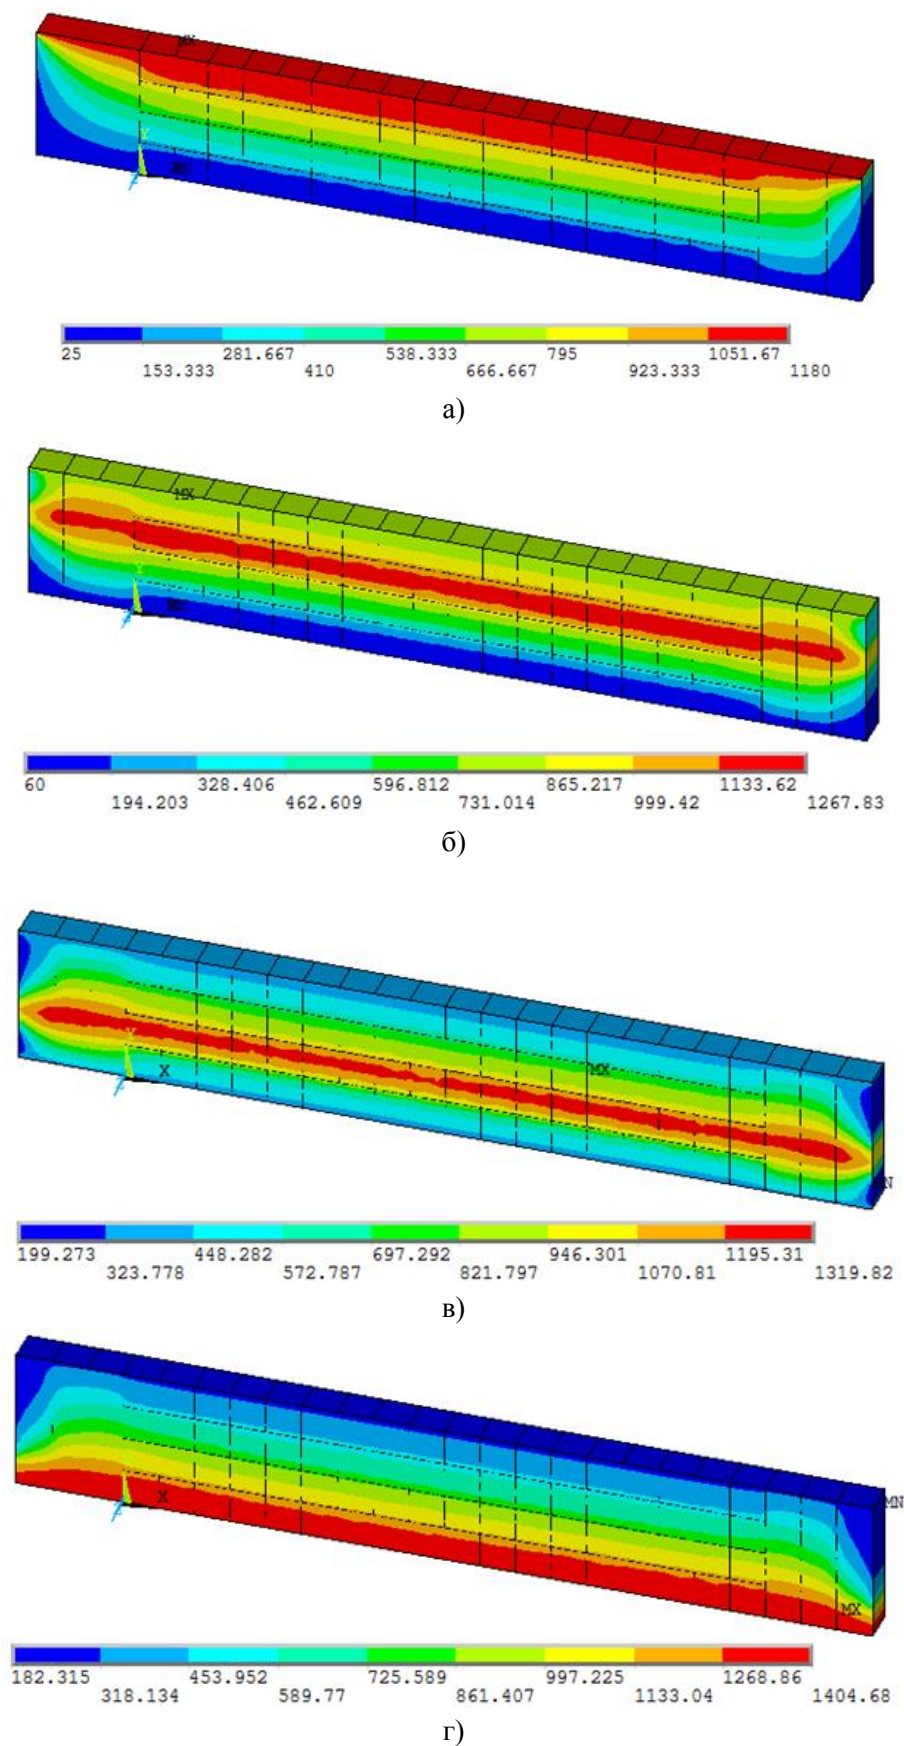 MX
Y
MN
25 281.667 538.333 795 1051.67
153.333 410 666.667 923.333 1180
а)
MX
Y
MN
60 328.406 596.812 865.217 1133.62
194.203 462.609 731.014 999.42 1267.83
б)
Y
X
MX
N
199.273 448.282 697.292 946.301 1195.31
323.778 572.787 821.797 1070.81 1319.82
в)
X
MN
MX
182.315 453.952 725.589 997.225 1268.86
318.134 589.77 861.407 1133.04 1404.68
г)